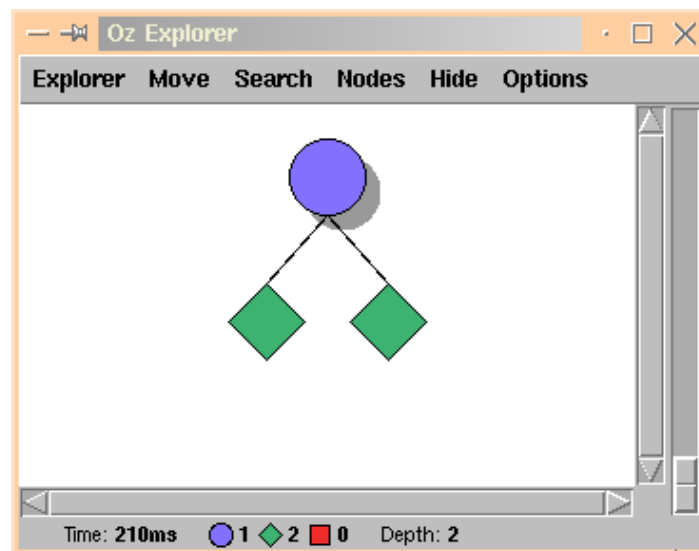 Oz Explorer
Explorer Move Search Nodes Hide Options
Time: 210ms 1 2 0 Depth: 2